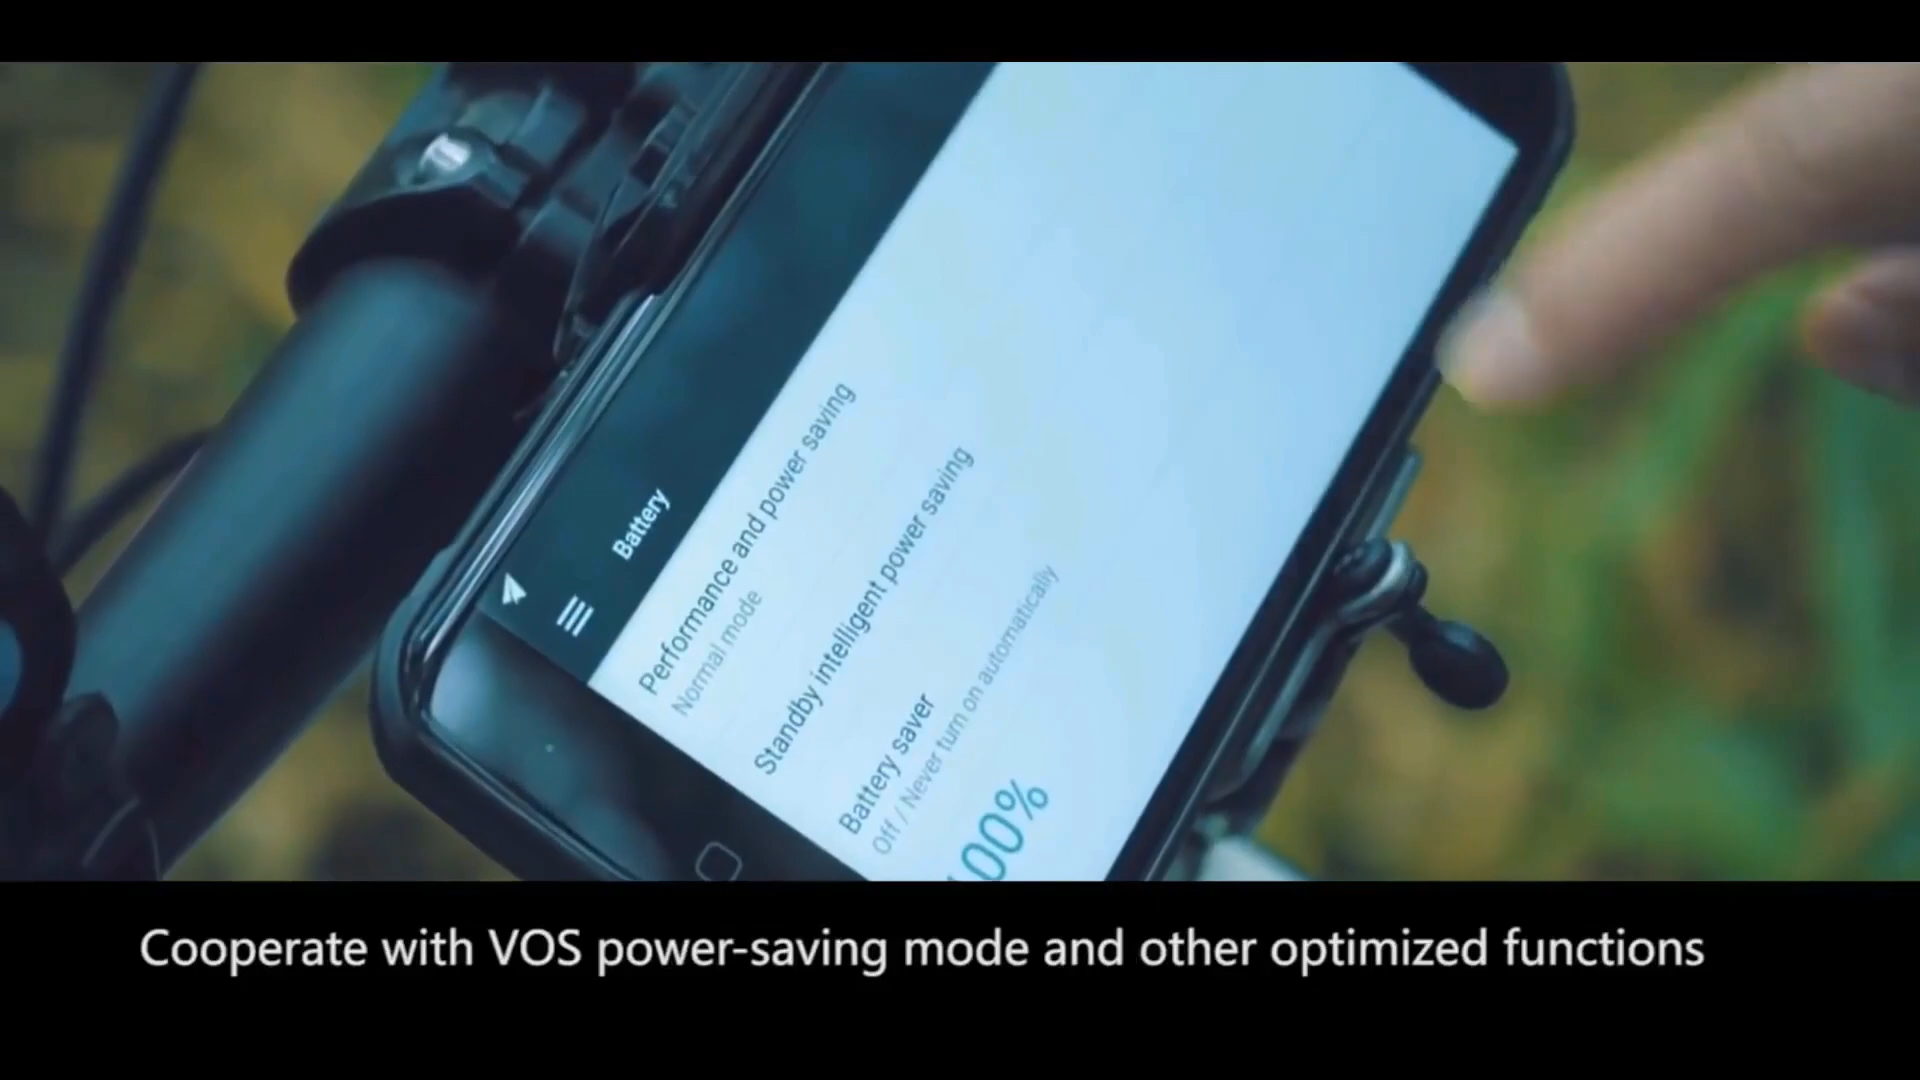 Battery
Performance and power saving
Normal mode
Standby intelligent power saving
Battery saver
Off / Never turn on automatically
100%
Cooperate with VOS power-saving mode and other optimized functions